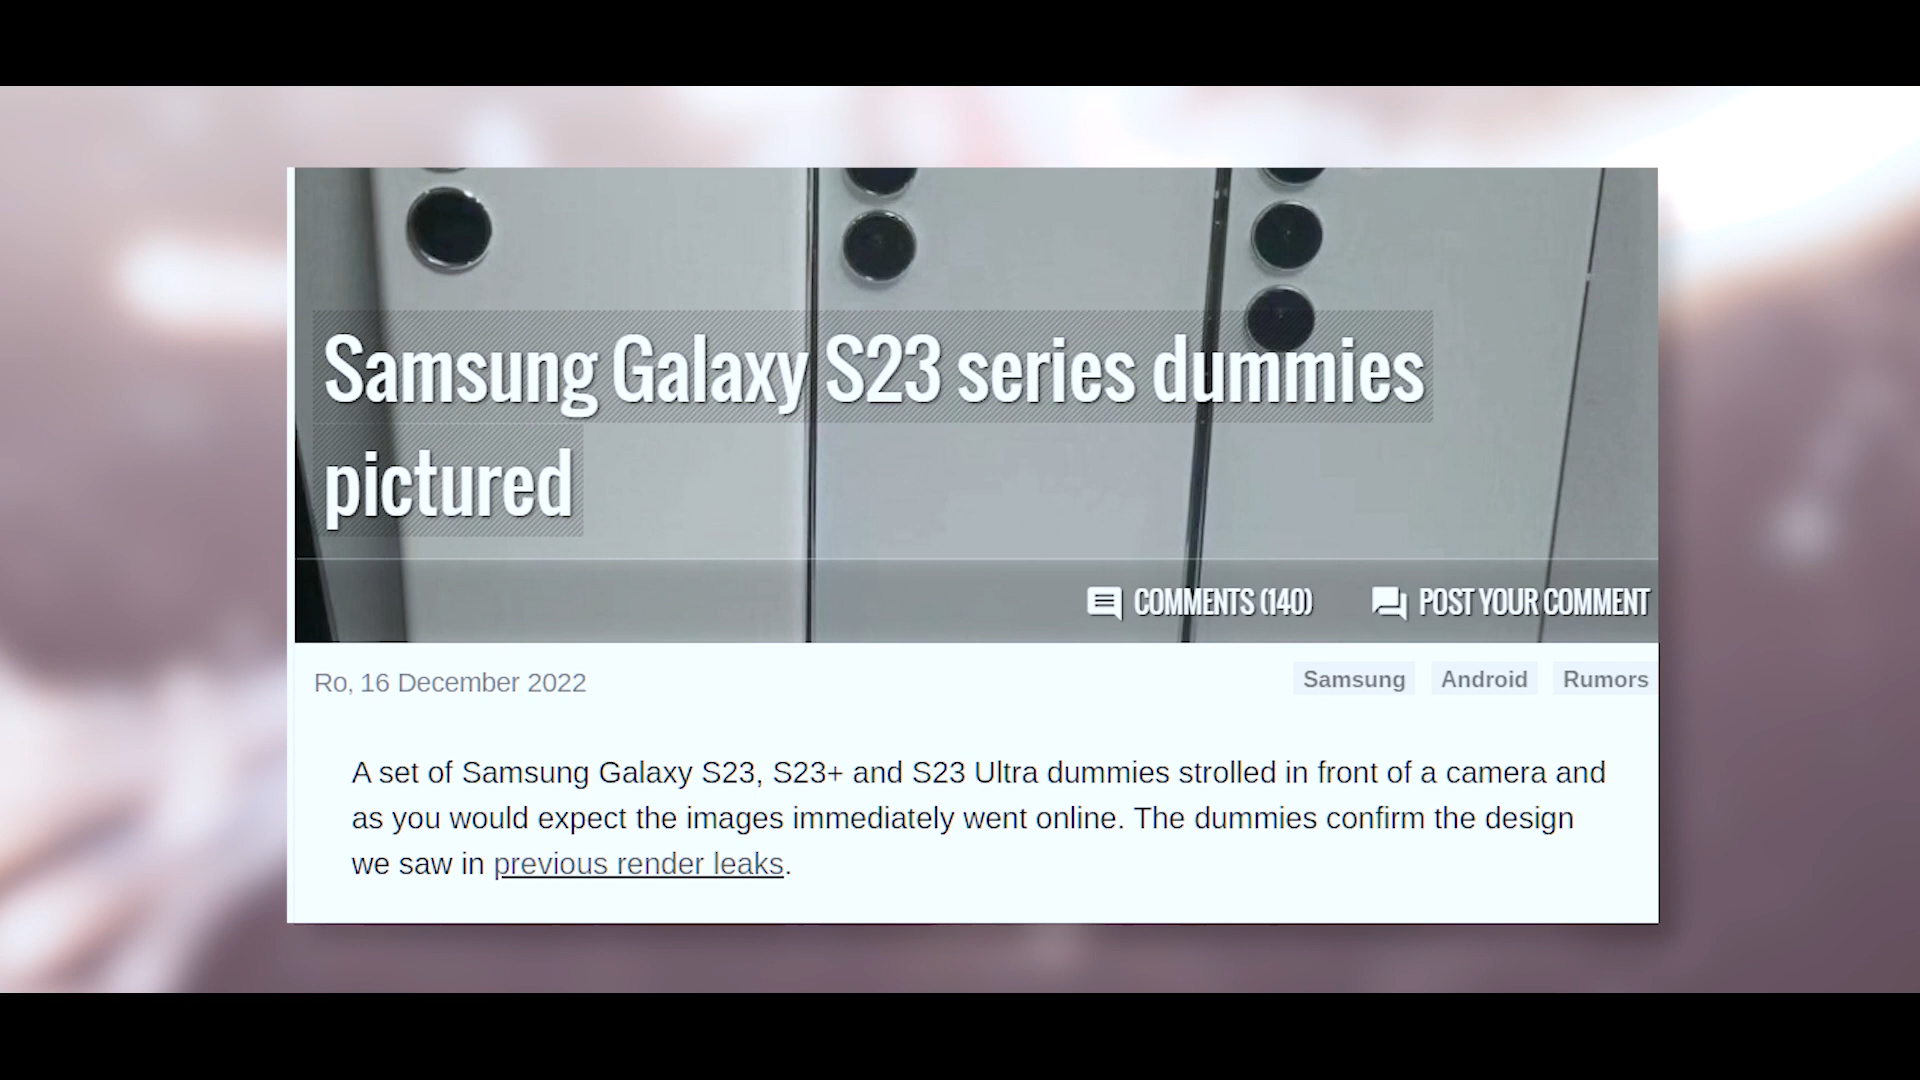 Samsung Galaxy S23 series dummies
pictured
COMMENTS (140) POST YOUR COMMENT
Ro, 16 December 2022
Samsung Android Rumors
A set of Samsung Galaxy S23, S23+ and S23 Ultra dummies strolled in front of a camera and
as you would expect the images immediately went online. The dummies confirm the design
we saw in previous render leaks.